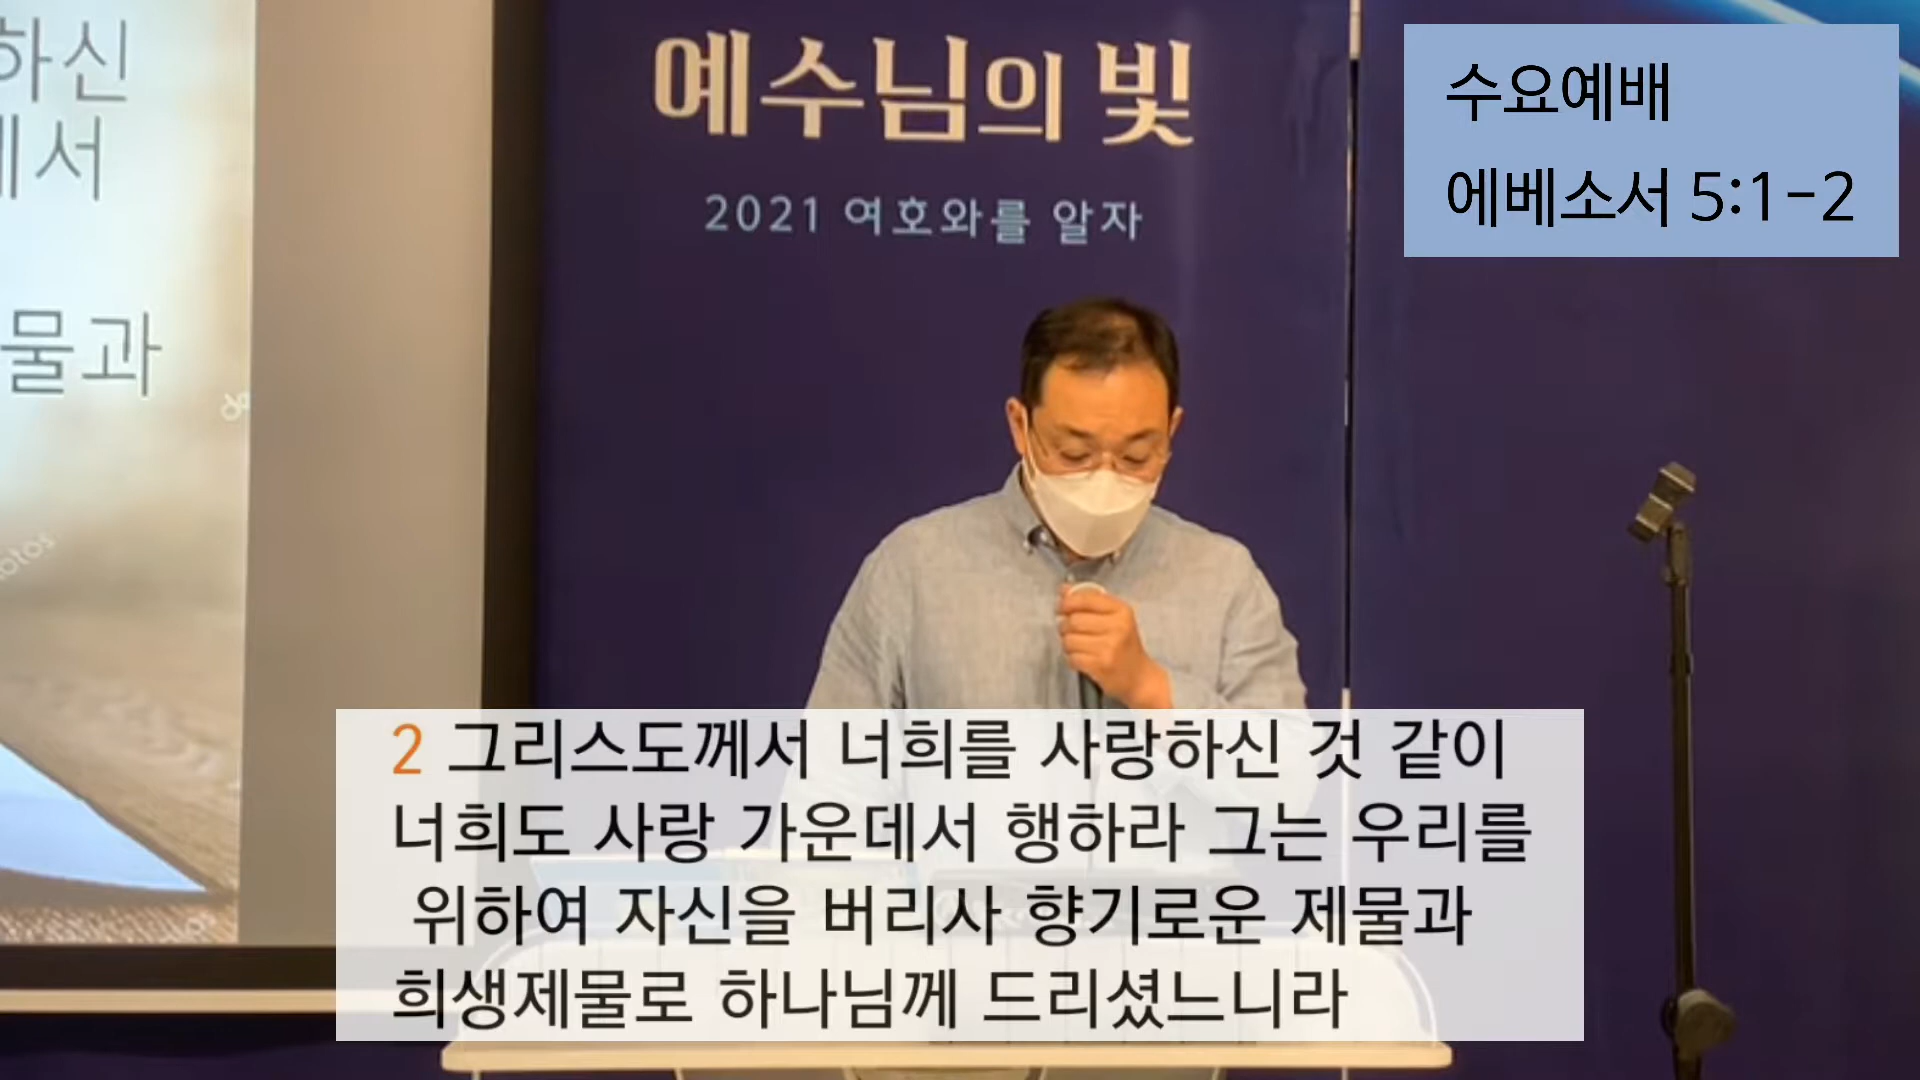 하신
에서
물과
예수님의 빛
2021 여호와를 알자
수요예배
에베소서 5:1-2
2 그리스도께서 너희를 사랑하신 것 같이
너희도 사랑 가운데서 행하라 그는 우리를
위하여 자신을 버리사 향기로운 제물과
희생제물로 하나님께 드리셨느니라